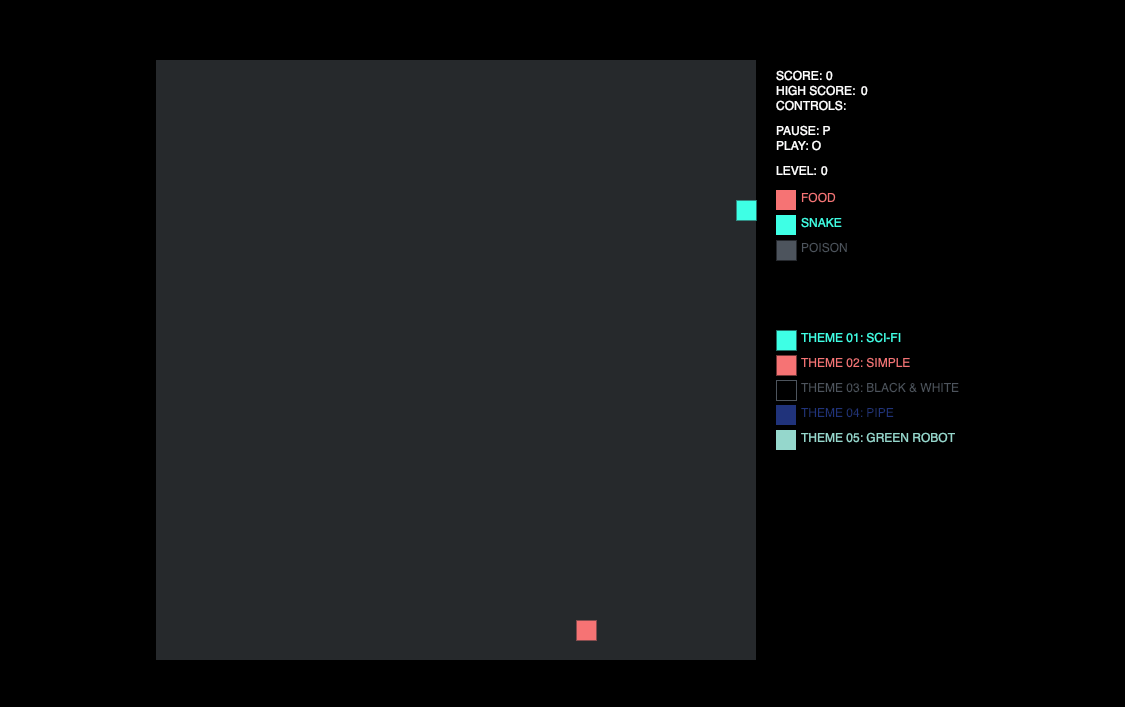 SCORE: 0
HIGH SCORE: 0
CONTROLS:
PAUSE: P
PLAY: O
LEVEL: 0
FOOD
SNAKE
POISON
THEME 01: SCI-FI
THEME 02: SIMPLE
THEME 03: BLACK & WHITE
THEME 04: PIPE
THEME 05: GREEN ROBOT